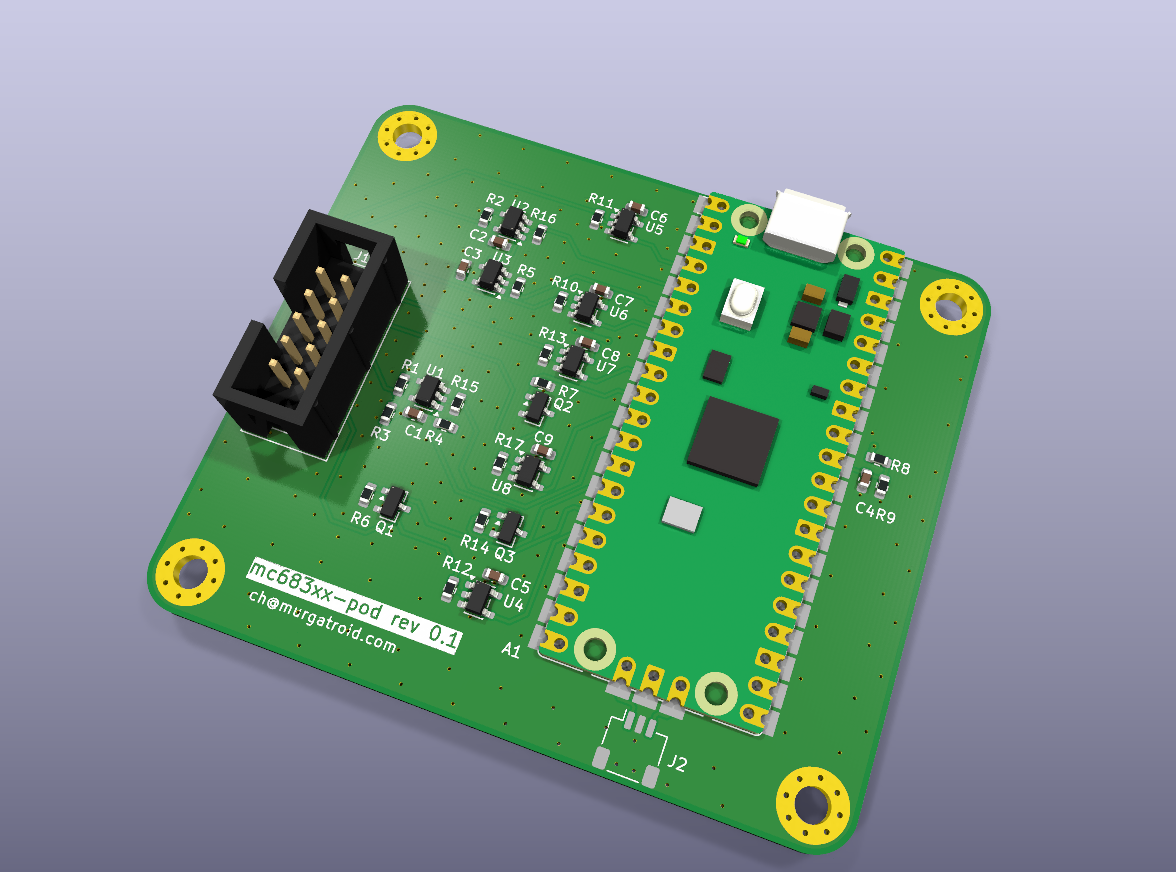 R2 U2 R16
R11 C6
U5
C2
C3 U3 R5
J1
R10 C7
U6
R13 C8
U7
R7
Q2
R1 U1 R15
R3 C1 R4
C9
R17
U8
R8
C4 R9
R6 Q1
R14 Q3
R12 C5
U4
mc683xx-pod rev 0.1
ch@murgatroid.com
A1
J2